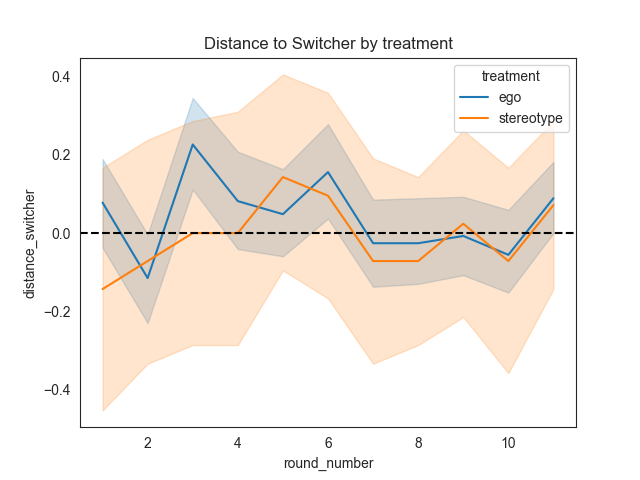 Distance to Switcher by treatment
treatment
ego
stereotype
distance_switcher
0.4
0.2
0.0
−0.2
−0.4
2
4
6
8
10
round_number